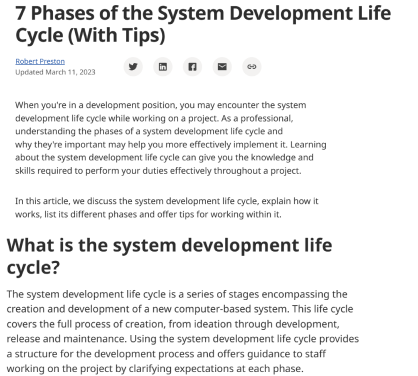 7 Phases of the System Development Life
Cycle (With Tips)
Robert Preston
Updated March 11, 2023
When you're in a development position, you may encounter the system
development life cycle while working on a project. As a professional,
understanding the phases of a system development life cycle and
why they're important may help you more effectively implement it. Learning
about the system development life cycle can give you the knowledge and
skills required to perform your duties effectively throughout a project.
In this article, we discuss the system development life cycle, explain how it
works, list its different phases and offer tips for working within it.
What is the system development life
cycle?
The system development life cycle is a series of stages encompassing the
creation and development of a new computer-based system. This life cycle
covers the full process of creation, from ideation through development,
release and maintenance. Using the system development life cycle provides
a structure for the development process and offers guidance to staff
working on the project by clarifying expectations at each phase.